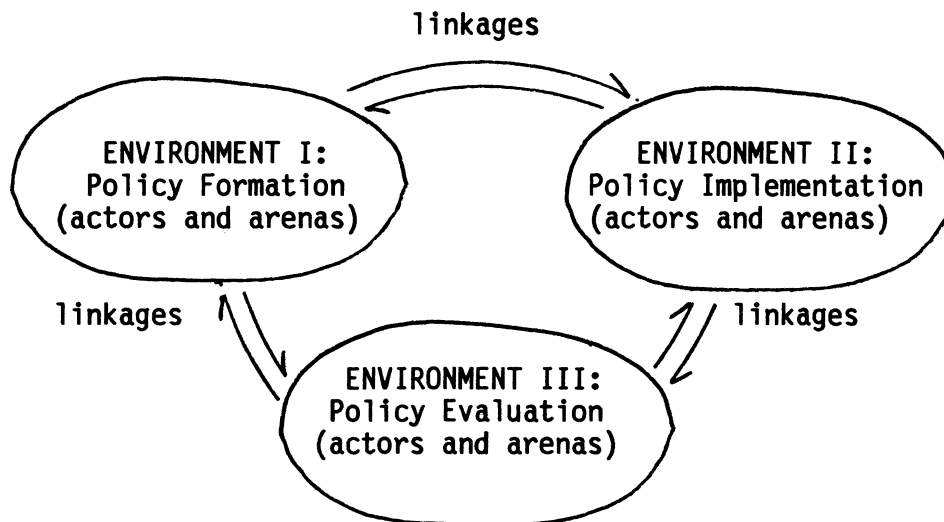 linkages
ENVIRONMENT I:
Policy Formation
(actors and arenas)
ENVIRONMENT II:
Policy Implementation
(actors and arenas)
linkages
linkages
ENVIRONMENT III:
Policy Evaluation
(actors and arenas)